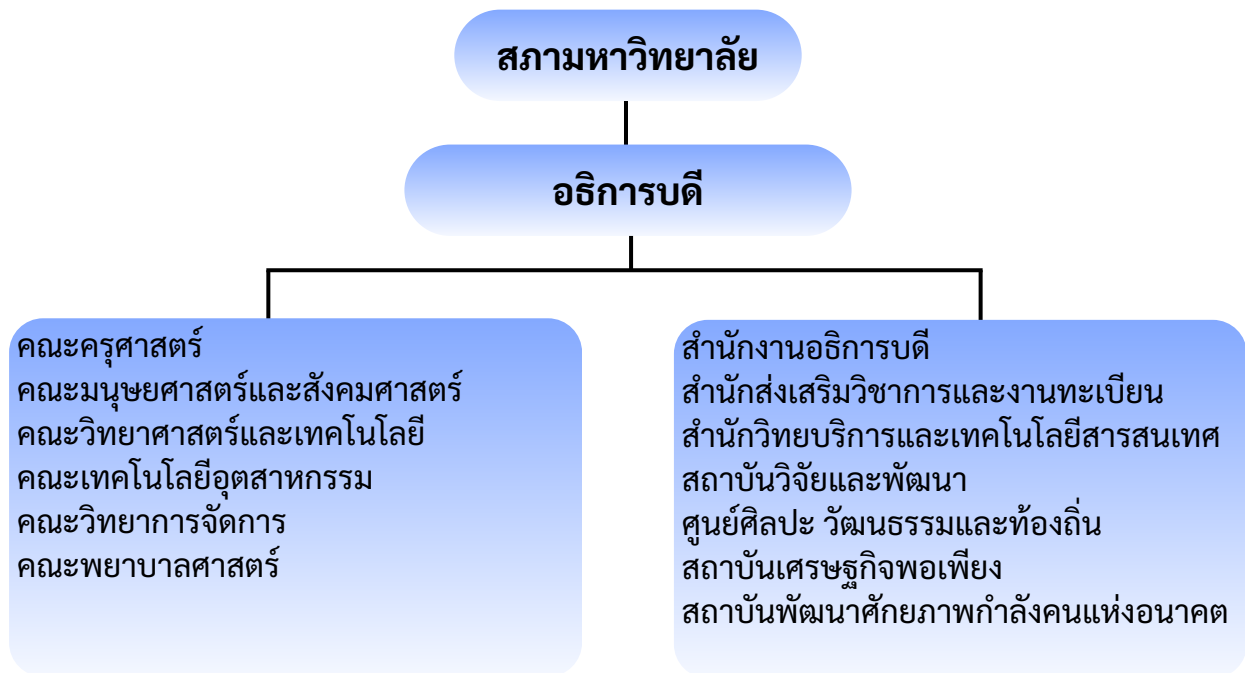 สภามหาวิทยาลัย
อธิการบดี
คณะครุศาสตร์
คณะมนุษยศาสตร์และสังคมศาสตร์
คณะวิทยาศาสตร์และเทคโนโลยี
คณะเทคโนโลยีอุตสาหกรรม
คณะวิทยาการจัดการ
คณะพยาบาลศาสตร์
สำนักงานอธิการบดี
สำนักส่งเสริมวิชาการและงานทะเบียน
สำนักวิทยบริการและเทคโนโลยีสารสนเทศ
สถาบันวิจัยและพัฒนา
ศูนย์ศิลปะ วัฒนธรรมและท้องถิ่น
สถาบันเศรษฐกิจพอเพียง
สถาบันพัฒนาศักยภาพกำลังคนแห่งอนาคต